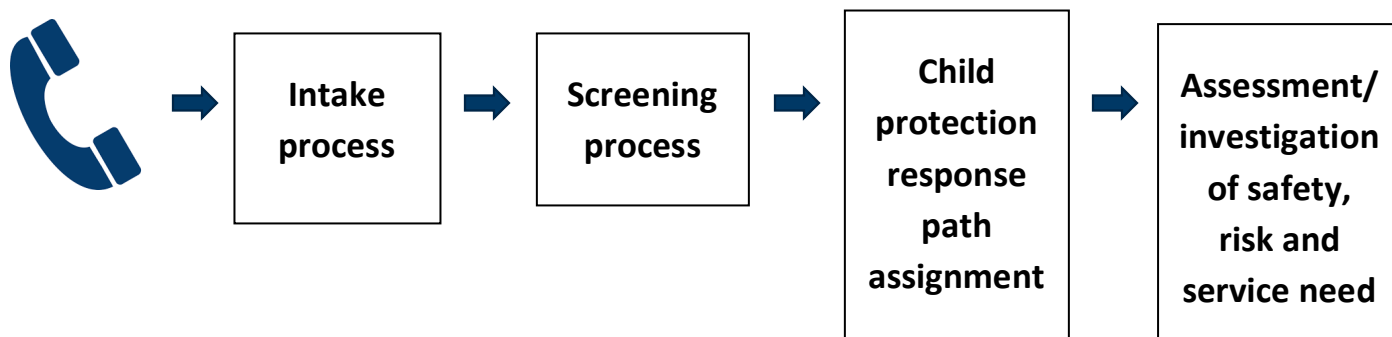 Intake
process
Screening
process
Child
protection
response
path
assignment
Assessment/
investigation
of safety,
risk and
service need